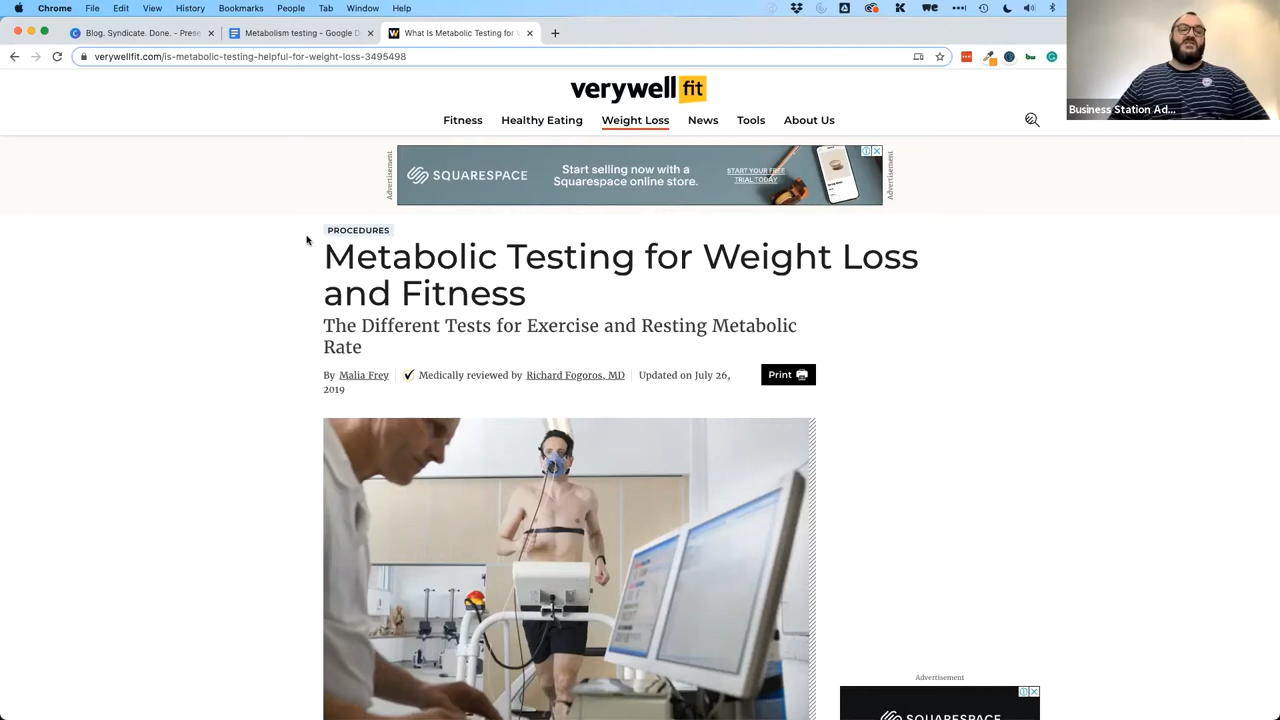 Chrome File Edit View History Bookmarks People Tab Window Help
Blog. Syndicate. Done. - Prese
Metabolism testing - Google D
What Is Metabolic Testing for W
verywellfit.com/is-metabolic-testing-helpful-for-weight-loss-3495498
Business Station Ad...
verywell fit
Fitness Healthy Eating Weight Loss News Tools About Us
Advertisement
SQUARESPACE
Start selling now with a
Squarespace online store.
START YOUR FREE
TRIAL TODAY
Advertisement
PROCEDURES
Metabolic Testing for Weight Loss
and Fitness
The Different Tests for Exercise and Resting Metabolic
Rate
By Malia Frey Medically reviewed by Richard Fogoros, MD Updated on July 26,
2019
Print
Advertisement
SQUARESPACE